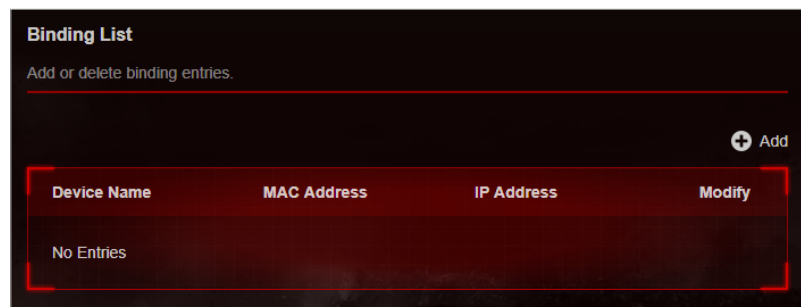 Binding List
Add or delete binding entries.
Add
Device Name MAC Address IP Address Modify
No Entries